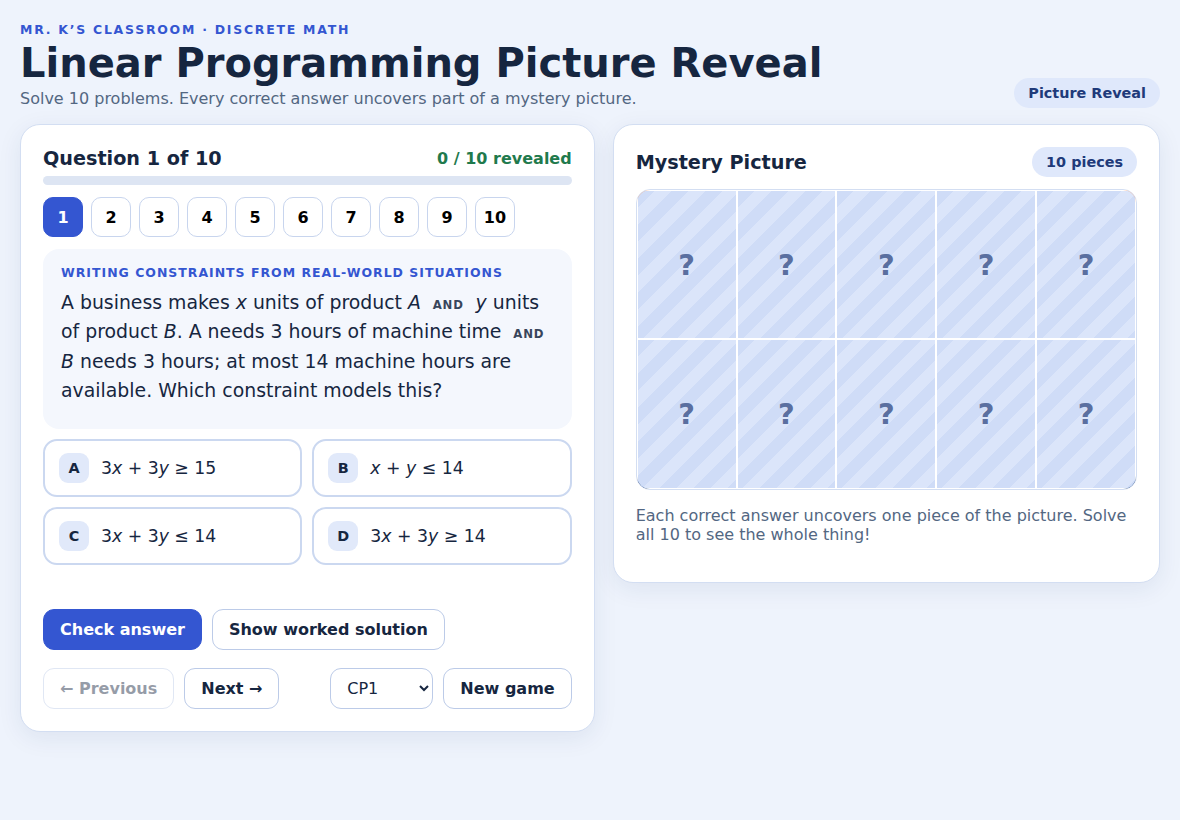 MR. K’S CLASSROOM · DISCRETE MATH
Linear Programming Picture Reveal
Solve 10 problems. Every correct answer uncovers part of a mystery picture.
Picture Reveal
Question 1 of 10
0 / 10 revealed
1 2 3 4 5 6 7 8 9 10
WRITING CONSTRAINTS FROM REAL-WORLD SITUATIONS
A business makes x units of product A AND y units
of product B. A needs 3 hours of machine time AND
B needs 3 hours; at most 14 machine hours are
available. Which constraint models this?
A 3x + 3y ≥ 15
B x + y ≤ 14
C 3x + 3y ≤ 14
D 3x + 3y ≥ 14
Check answer
Show worked solution
← Previous
Next →
CP1
New game
Mystery Picture
10 pieces
? ? ? ? ?
? ? ? ? ?
Each correct answer uncovers one piece of the picture. Solve
all 10 to see the whole thing!